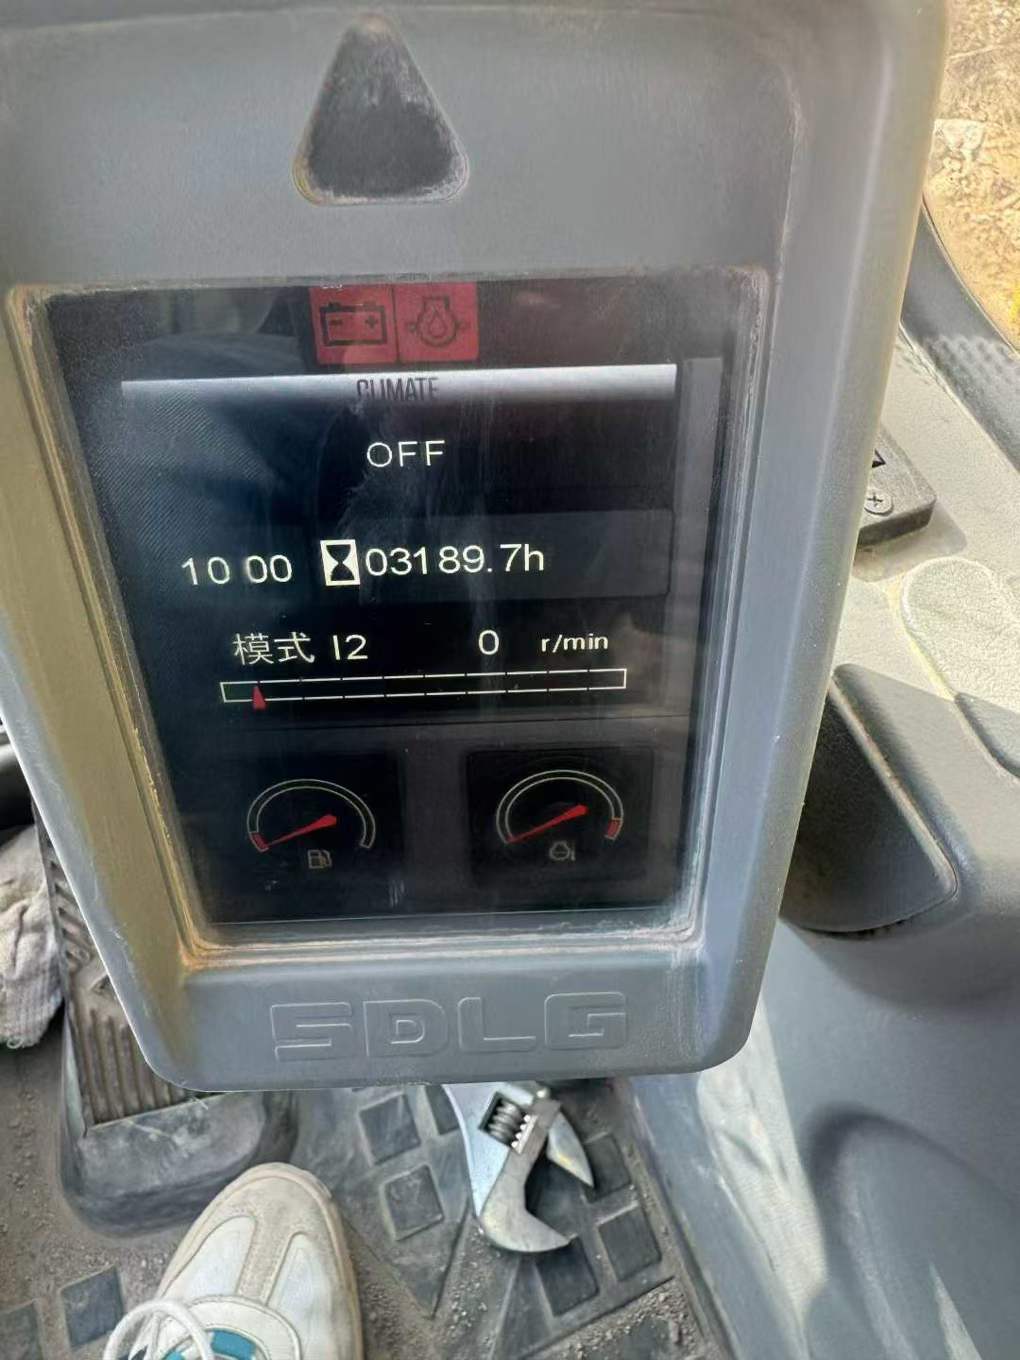 CLIMATE
OFF
10 00 03189.7h
模式 I2 0 r/min
SDLG